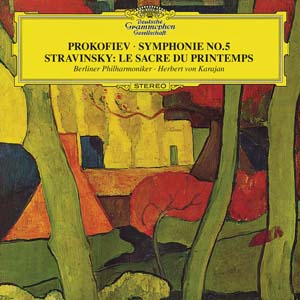 Deutsche
Grammophon
Gesellschaft
PROKOFIEV · SYMPHONIE NO.5
STRAVINSKY: LE SACRE DU PRINTEMPS
Berliner Philharmoniker · Herbert von Karajan
STEREO